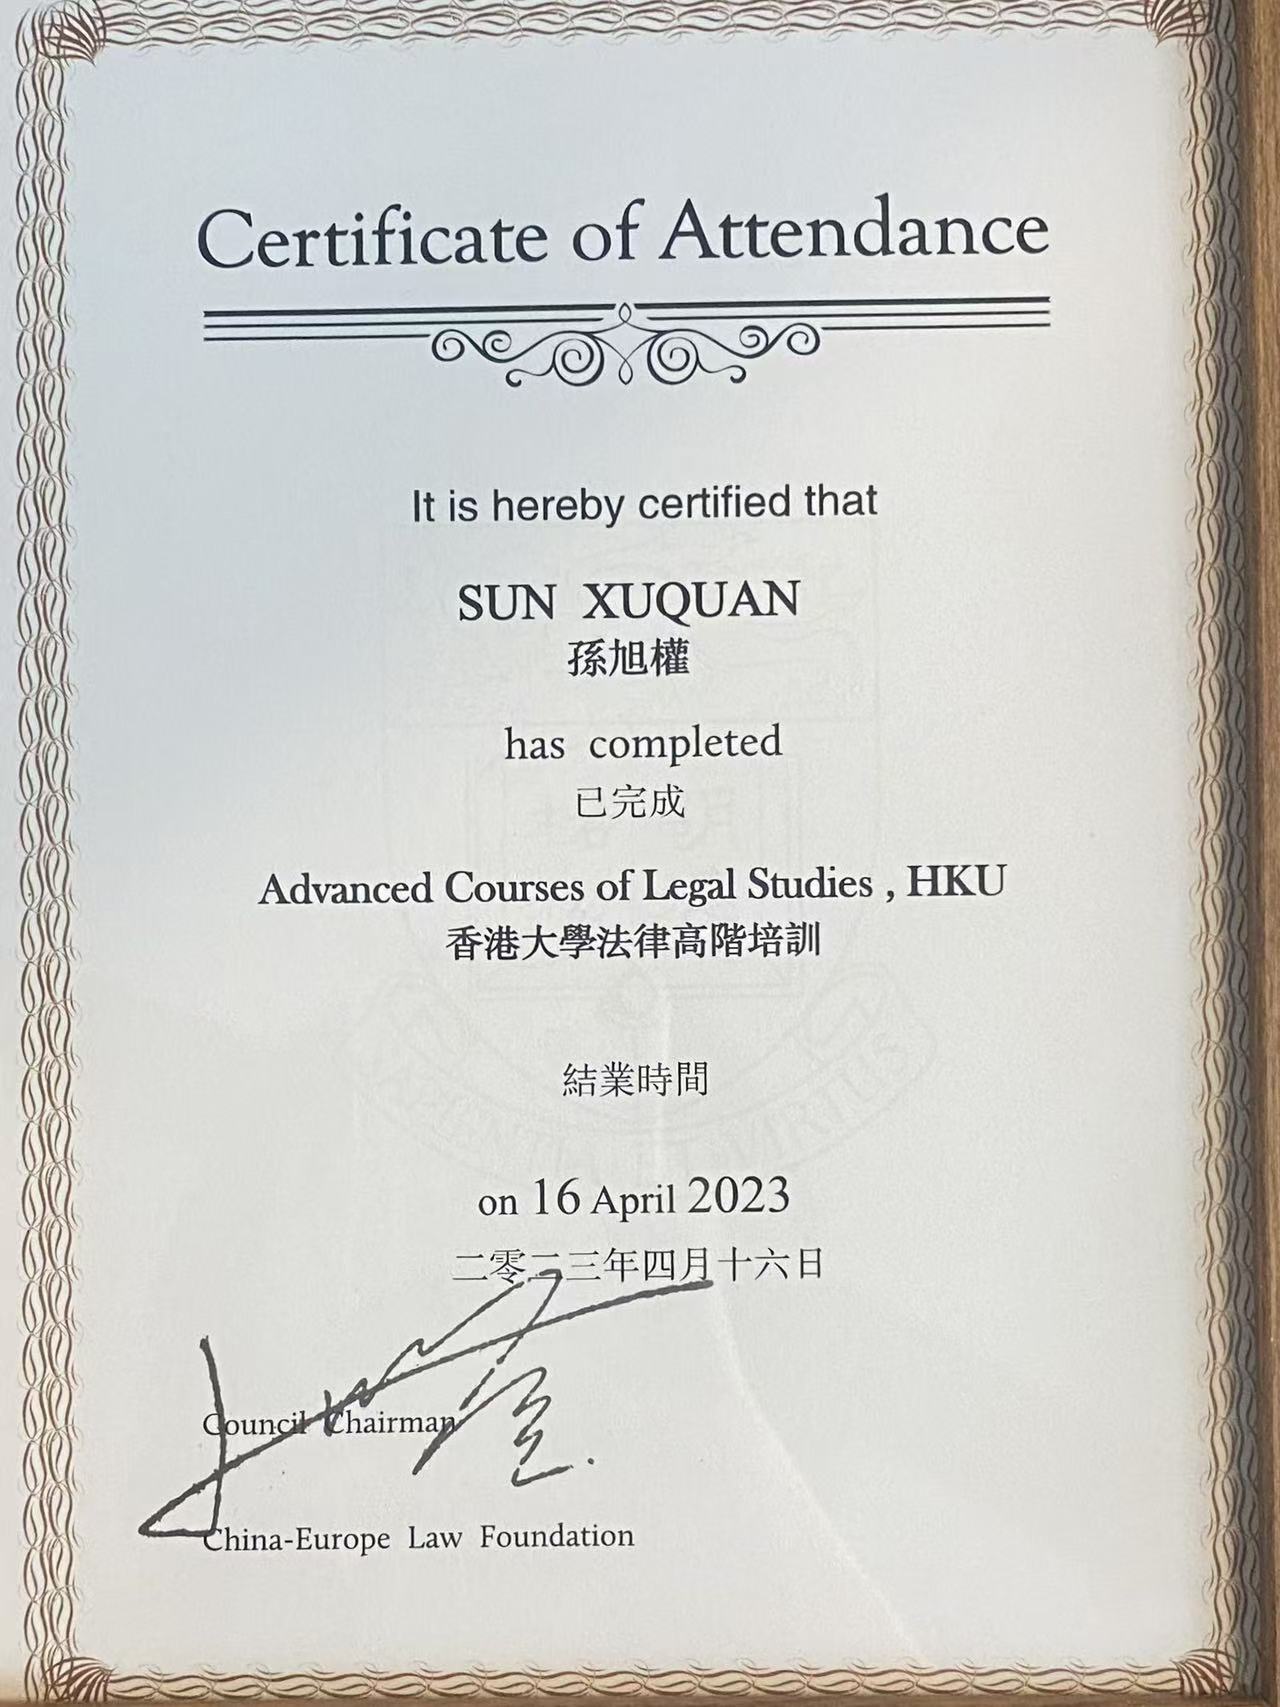 Certificate of Attendance
It is hereby certified that
SUN XUQUAN
孫旭權
has completed
已完成
Advanced Courses of Legal Studies , HKU
香港大學法律高階培訓
結業時間
on 16 April 2023
二零二三年四月十六日
Council Chairman
China-Europe Law Foundation